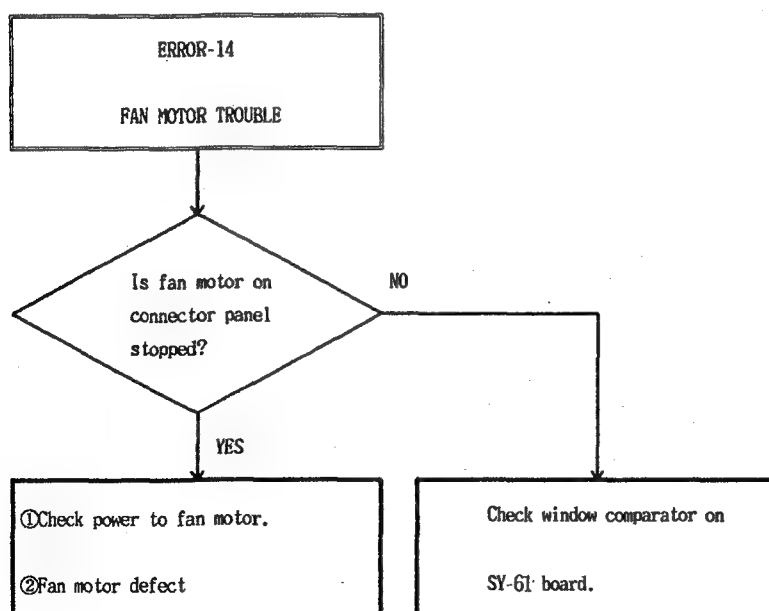 ERROR-14
FAN MOTOR TROUBLE
Is fan motor on
connector panel
stopped?
NO
YES
①Check power to fan motor.
②Fan motor defect
Check window comparator on
SY-61 board.